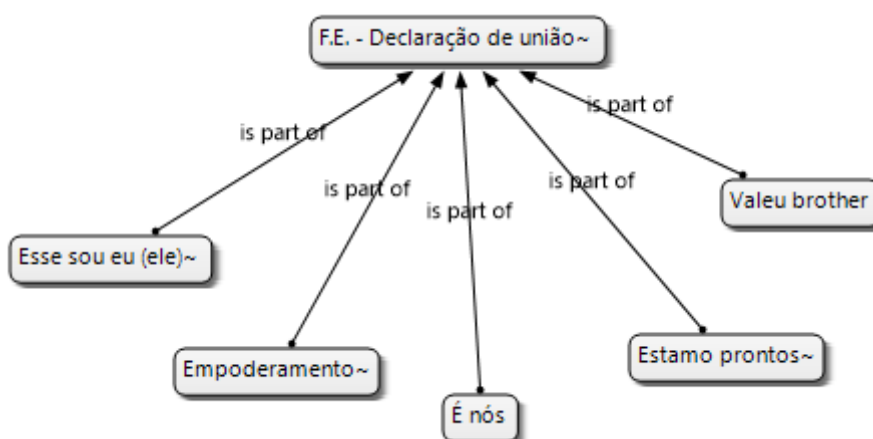 F.E. - Declaração de união~
is part of
is part of
is part of
is part of
is part of
Valeu brother
Esse sou eu (ele)~
Estamo prontos~
Empoderamento~
É nós